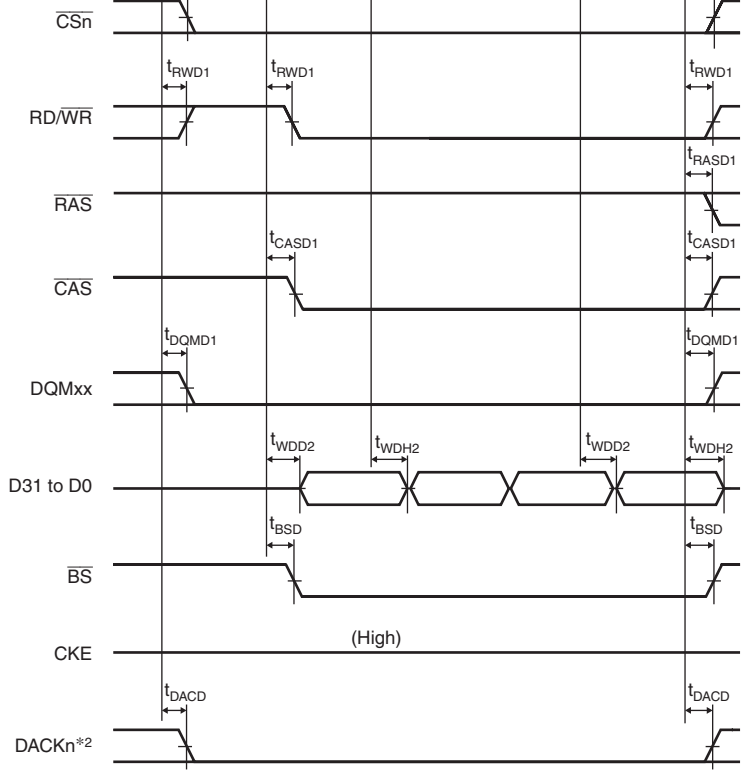 CSn
tRWD1 tRWD1 tRWD1
RD/WR
tRASD1
RAS
tCASD1 tCASD1
CAS
tDQMD1 tDQMD1
DQMxx
tWDD2 tWDH2 tWDD2 tWDH2
D31 to D0
tBSD tBSD
BS
(High)
CKE
tDACD tDACD
DACKn*2